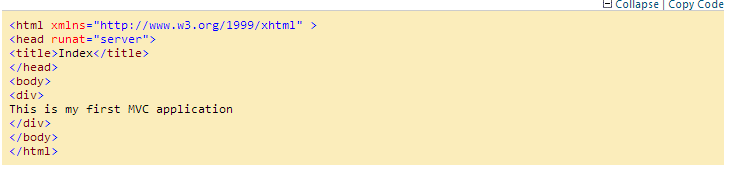 Collapse | Copy Code
<html xmlns="http://www.w3.org/1999/xhtml" >
<head runat="server">
<title>Index</title>
</head>
<body>
<div>
This is my first MVC application
</div>
</body>
</html>